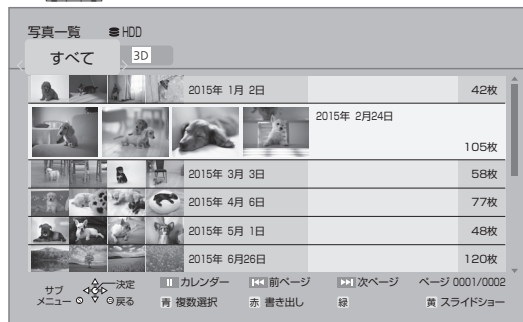 写真一覧 HDD
すべて 3D
2015年 1月 2日 42枚
2015年 2月24日
105枚
2015年 3月 3日 58枚
2015年 4月 6日 77枚
2015年 5月 1日 48枚
2015年 6月26日 120枚
サブメニュー 決定 戻る カレンダー 前ページ 次ページ ページ 0001/0002
青 複数選択 赤 書き出し 緑 黄 スライドショー